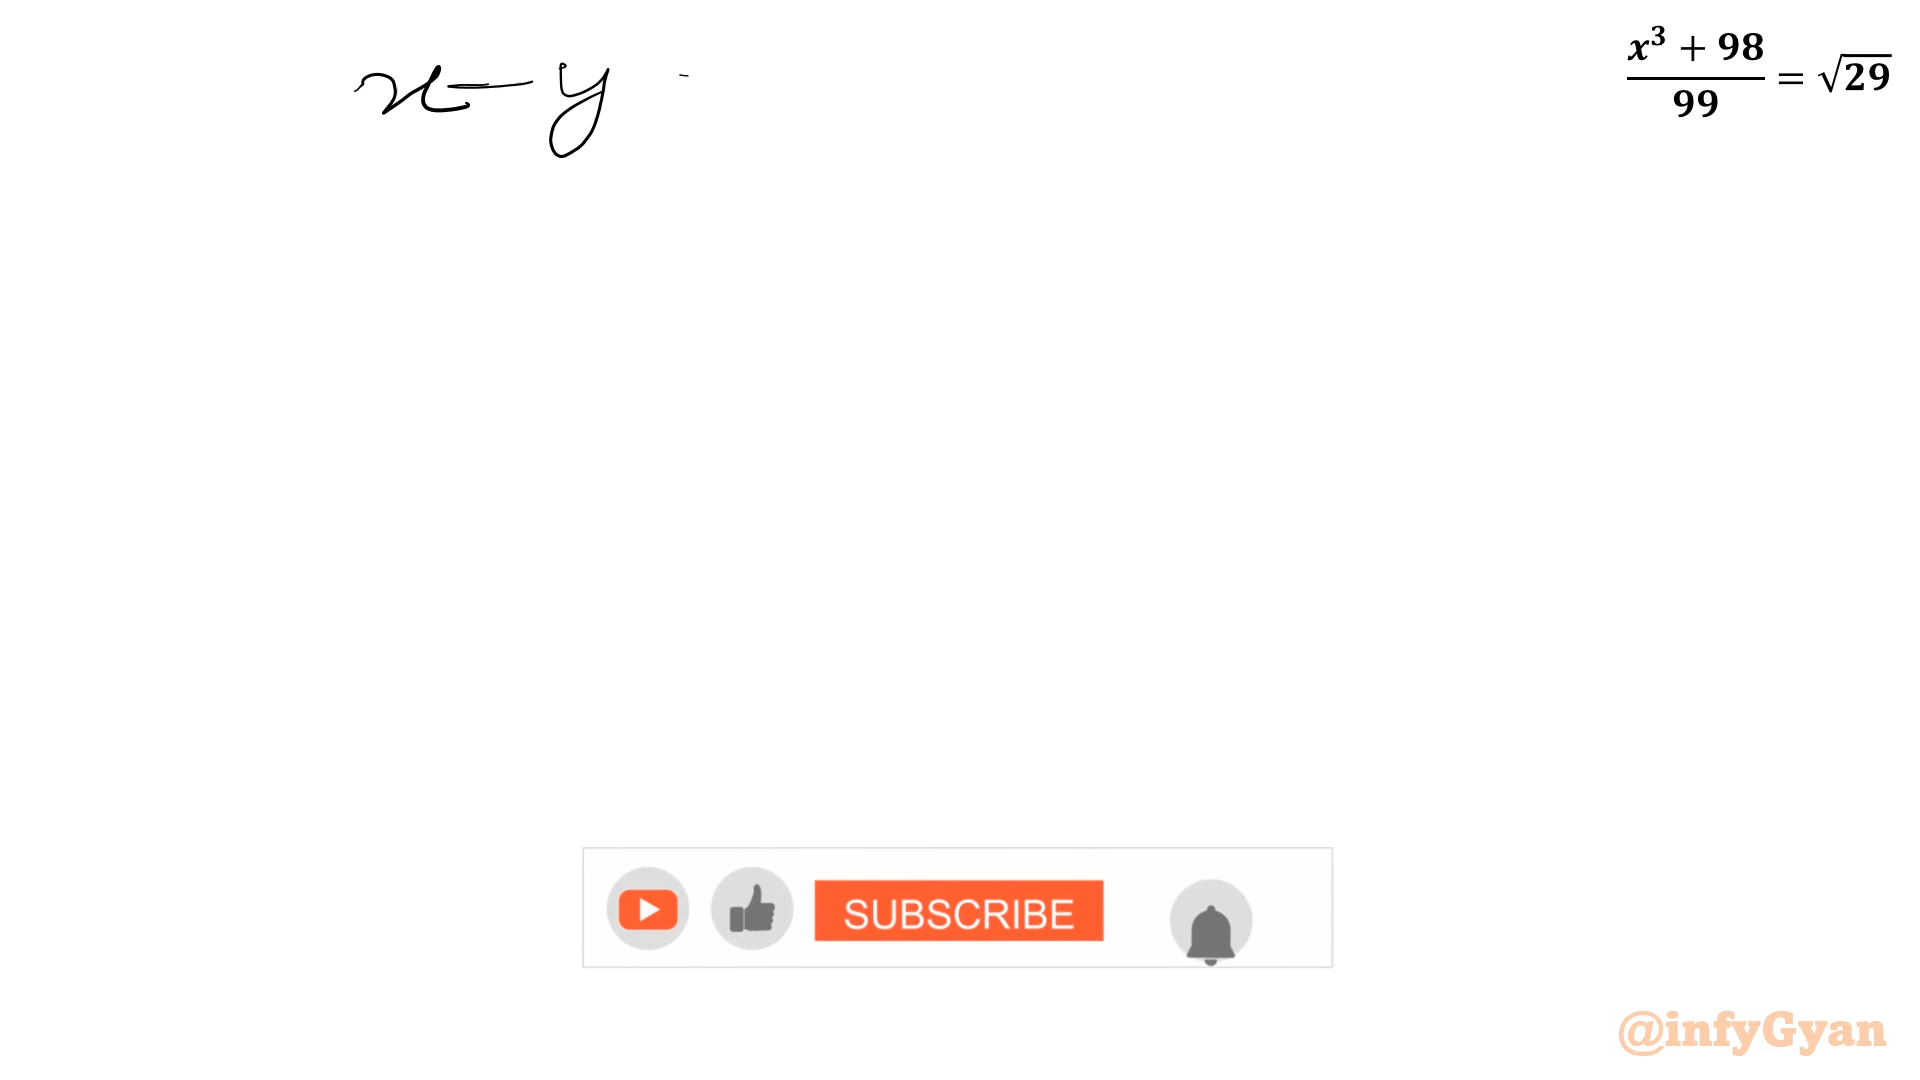 x - y
x³ + 98 / 99 = √29
SUBSCRIBE
@infyGyan